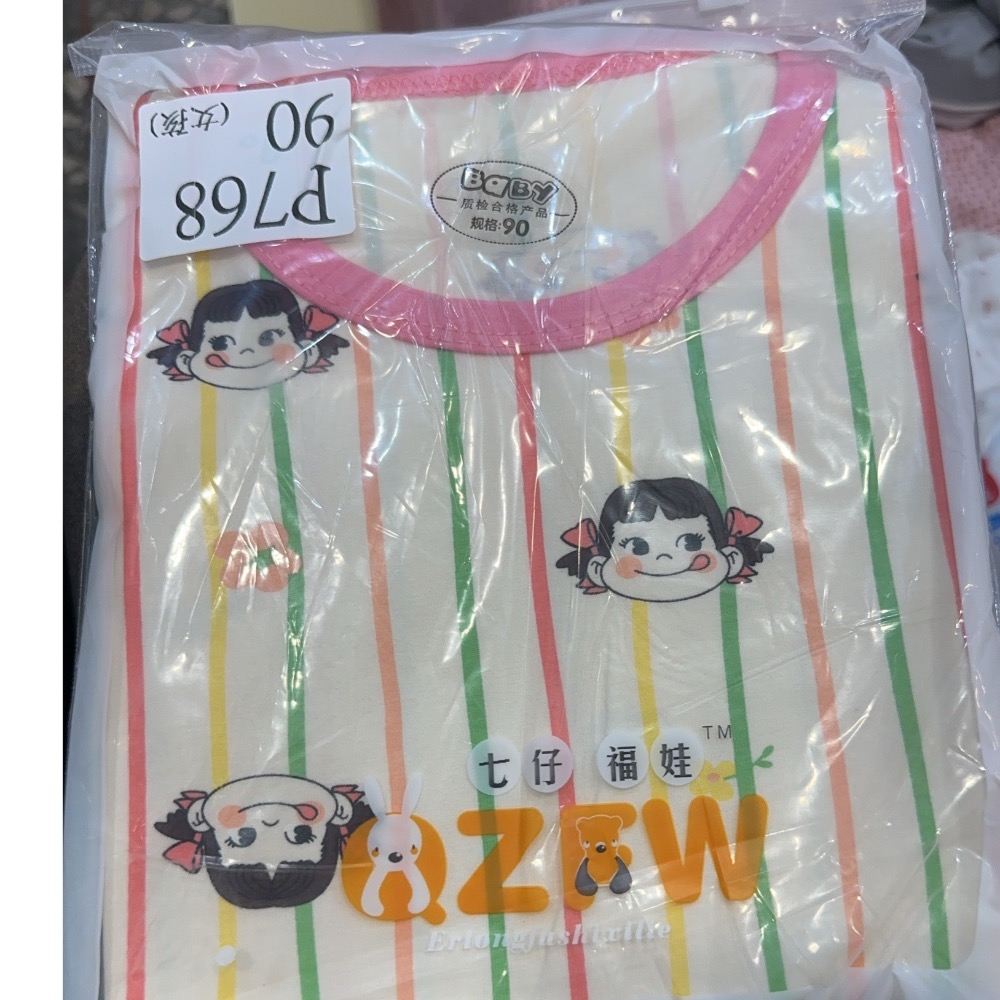 P768
90 (女孩)
BaBY
质检合格产品
规格:90
七仔 福娃 TM
QZFW
Erlongjushixille